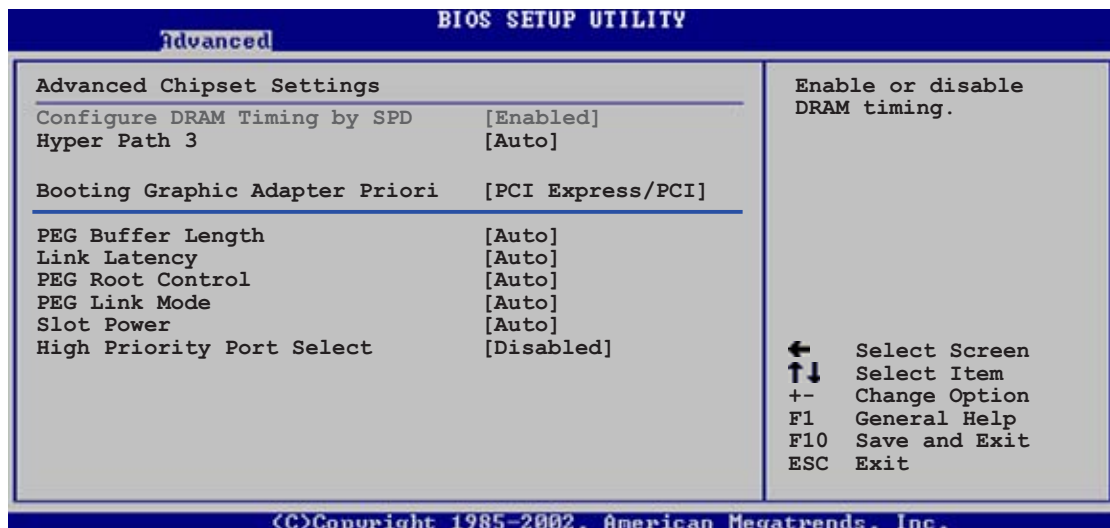 BIOS SETUP UTILITY
Advanced
Advanced Chipset Settings
Configure DRAM Timing by SPD [Enabled]
Hyper Path 3 [Auto]
Booting Graphic Adapter Priori [PCI Express/PCI]
PEG Buffer Length [Auto]
Link Latency [Auto]
PEG Root Control [Auto]
PEG Link Mode [Auto]
Slot Power [Auto]
High Priority Port Select [Disabled]
Enable or disable
DRAM timing.
← Select Screen
↑↓ Select Item
+- Change Option
F1 General Help
F10 Save and Exit
ESC Exit
(C)Copyright 1985-2002, American Megatrends, Inc.